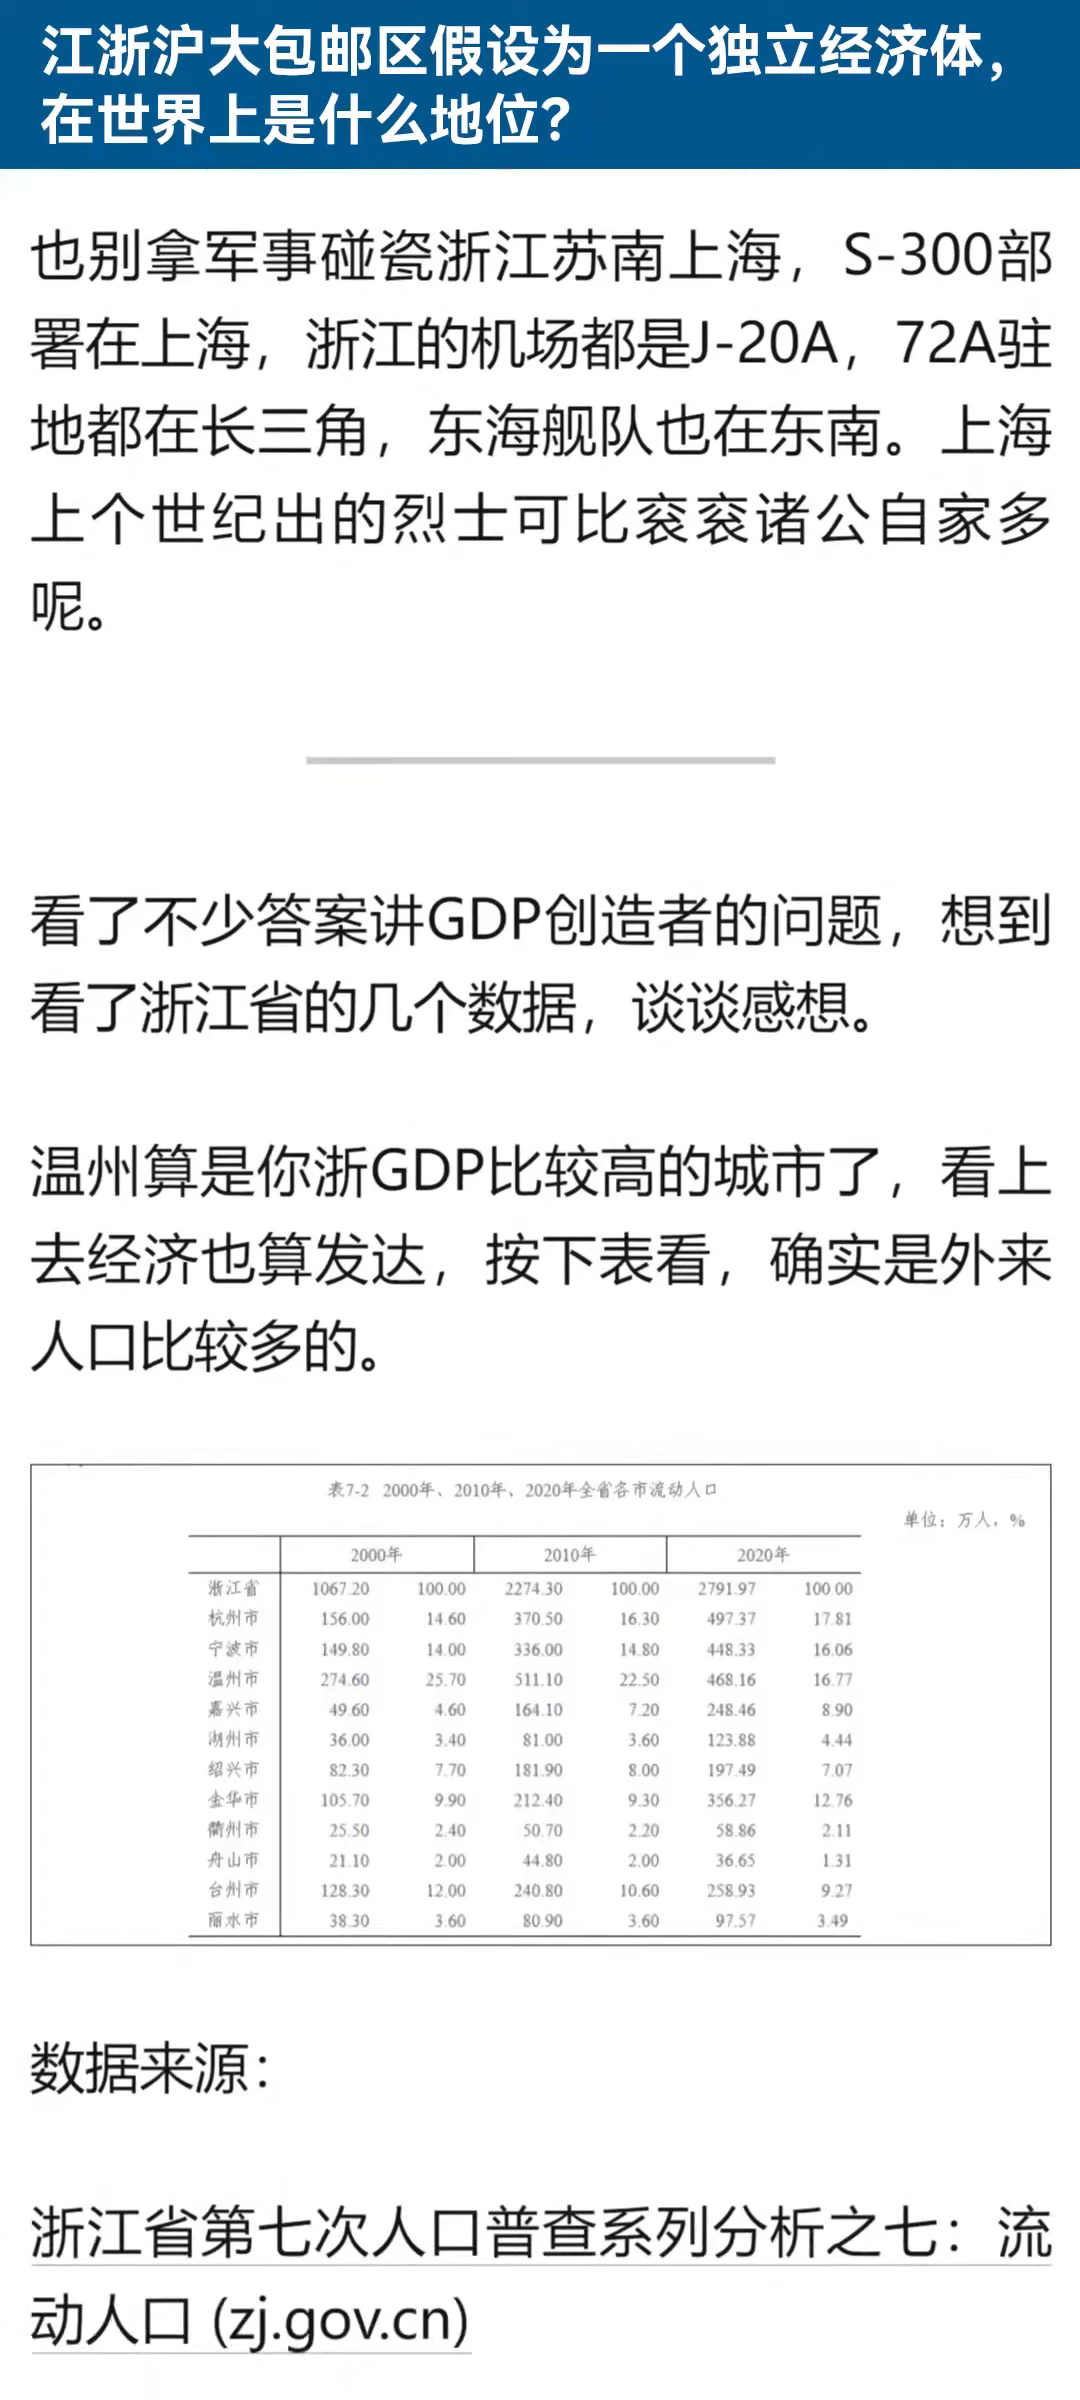 江浙沪大包邮区假设为一个独立经济体，
在世界上是什么地位？
也别拿军事碰瓷浙江苏南上海，S-300部
署在上海，浙江的机场都是J-20A，72A驻
地都在长三角，东海舰队也在东南。上海
上个世纪出的烈士可比衮衮诸公自家多
呢。
看了不少答案讲GDP创造者的问题，想到
看了浙江省的几个数据，谈谈感想。
温州算是你浙GDP比较高的城市了，看上
去经济也算发达，按下表看，确实是外来
人口比较多的。
表7-2 2000年、2010年、2020年全省各市流动人口
单位：万人，%
2000年 2010年 2020年
浙江省 1067.20 100.00 2274.30 100.00 2791.97 100.00
杭州市 156.00 14.60 370.50 16.30 497.37 17.81
宁波市 149.80 14.00 336.00 14.80 448.33 16.06
温州市 274.60 25.70 511.10 22.50 468.16 16.77
嘉兴市 49.60 4.60 164.10 7.20 248.46 8.90
湖州市 36.00 3.40 81.00 3.60 123.88 4.44
绍兴市 82.30 7.70 181.90 8.00 197.49 7.07
金华市 105.70 9.90 212.40 9.30 356.27 12.76
衢州市 25.50 2.40 50.70 2.20 58.86 2.11
舟山市 21.10 2.00 44.80 2.00 36.65 1.31
台州市 128.30 12.00 240.80 10.60 258.93 9.27
丽水市 38.30 3.60 80.90 3.60 97.57 3.49
数据来源：
浙江省第七次人口普查系列分析之七：流
动人口 (zj.gov.cn)